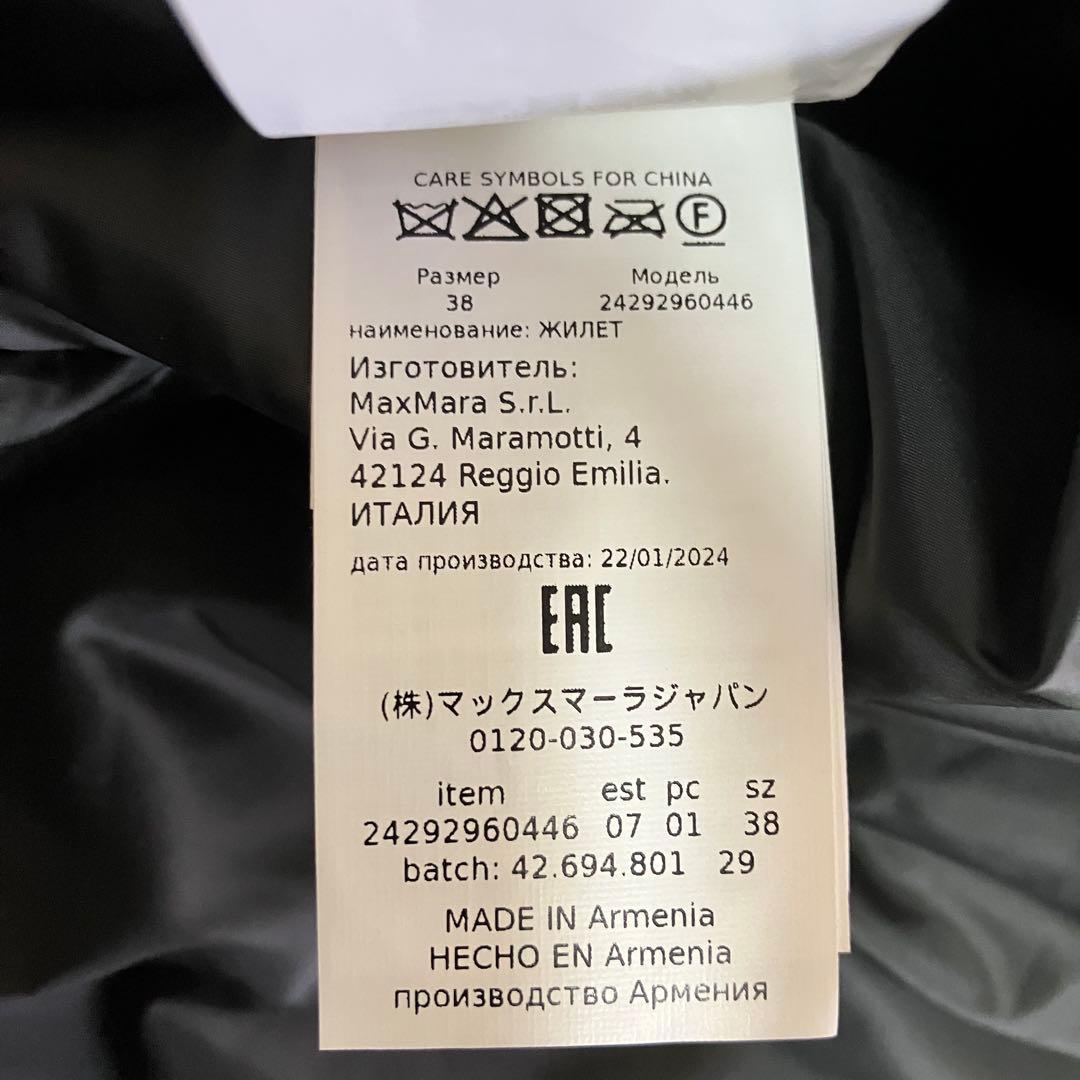 CARE SYMBOLS FOR CHINA
F
Размер Модель
38 24292960446
наименование: ЖИЛЕТ
Изготовитель:
MaxMara S.r.L.
Via G. Maramotti, 4
42124 Reggio Emilia.
ИТАЛИЯ
дата производства: 22/01/2024
EAC
(株)マックスマーラジャパン
0120-030-535
item est pc sz
24292960446 07 01 38
batch: 42.694.801 29
MADE IN Armenia
HECHO EN Armenia
производство Армения